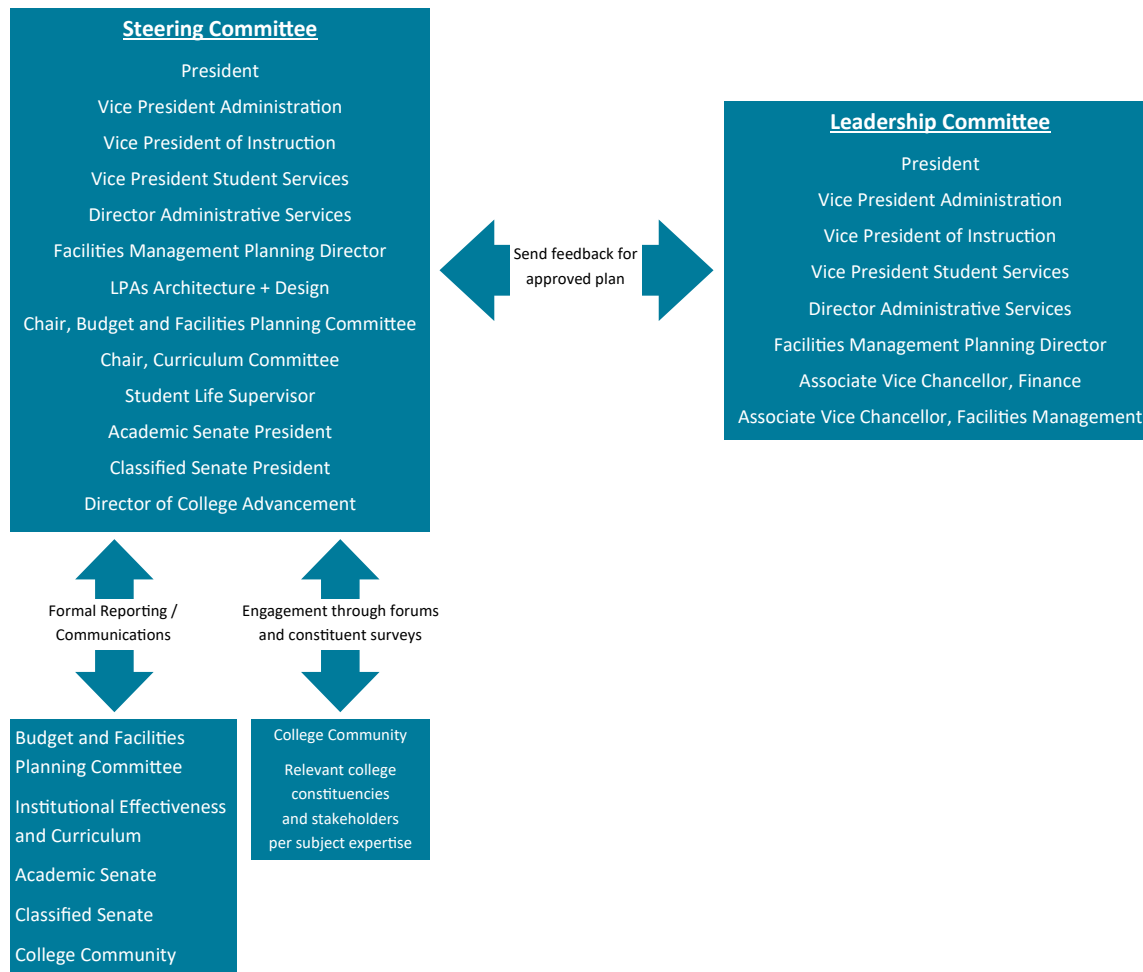 Steering Committee
President
Vice President Administration
Vice President of Instruction
Vice President Student Services
Director Administrative Services
Facilities Management Planning Director
LPAs Architecture + Design
Chair, Budget and Facilities Planning Committee
Chair, Curriculum Committee
Student Life Supervisor
Academic Senate President
Classified Senate President
Director of College Advancement
Send feedback for
approved plan
Leadership Committee
President
Vice President Administration
Vice President of Instruction
Vice President Student Services
Director Administrative Services
Facilities Management Planning Director
Associate Vice Chancellor, Finance
Associate Vice Chancellor, Facilities Management
Formal Reporting /
Communications
Engagement through forums
and constituent surveys
Budget and Facilities
Planning Committee
Institutional Effectiveness
and Curriculum
Academic Senate
Classified Senate
College Community
College Community
Relevant college
constituencies
and stakeholders
per subject expertise